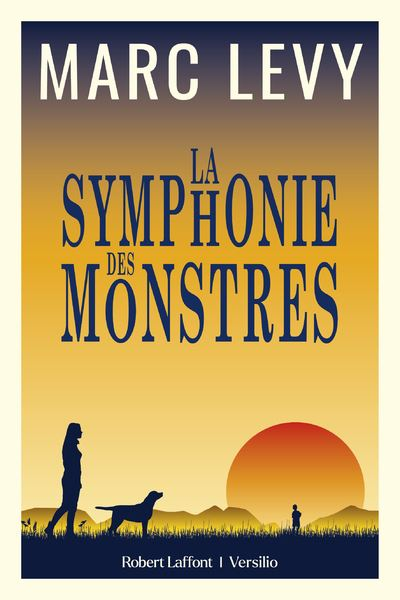 MARC LEVY
LA
SYMPHONIE
DES
MONSTRES
Robert Laffont | Versilio